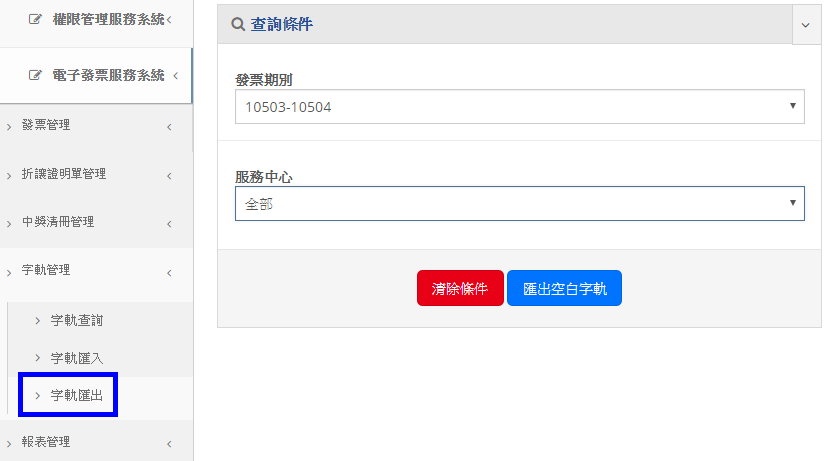 權限管理服務系統
電子發票服務系統
發票管理
折讓證明單管理
中獎清冊管理
字軌管理
字軌查詢
字軌匯入
字軌匯出
報表管理
查詢條件
發票期別
10503-10504
服務中心
全部
清除條件 匯出空白字軌